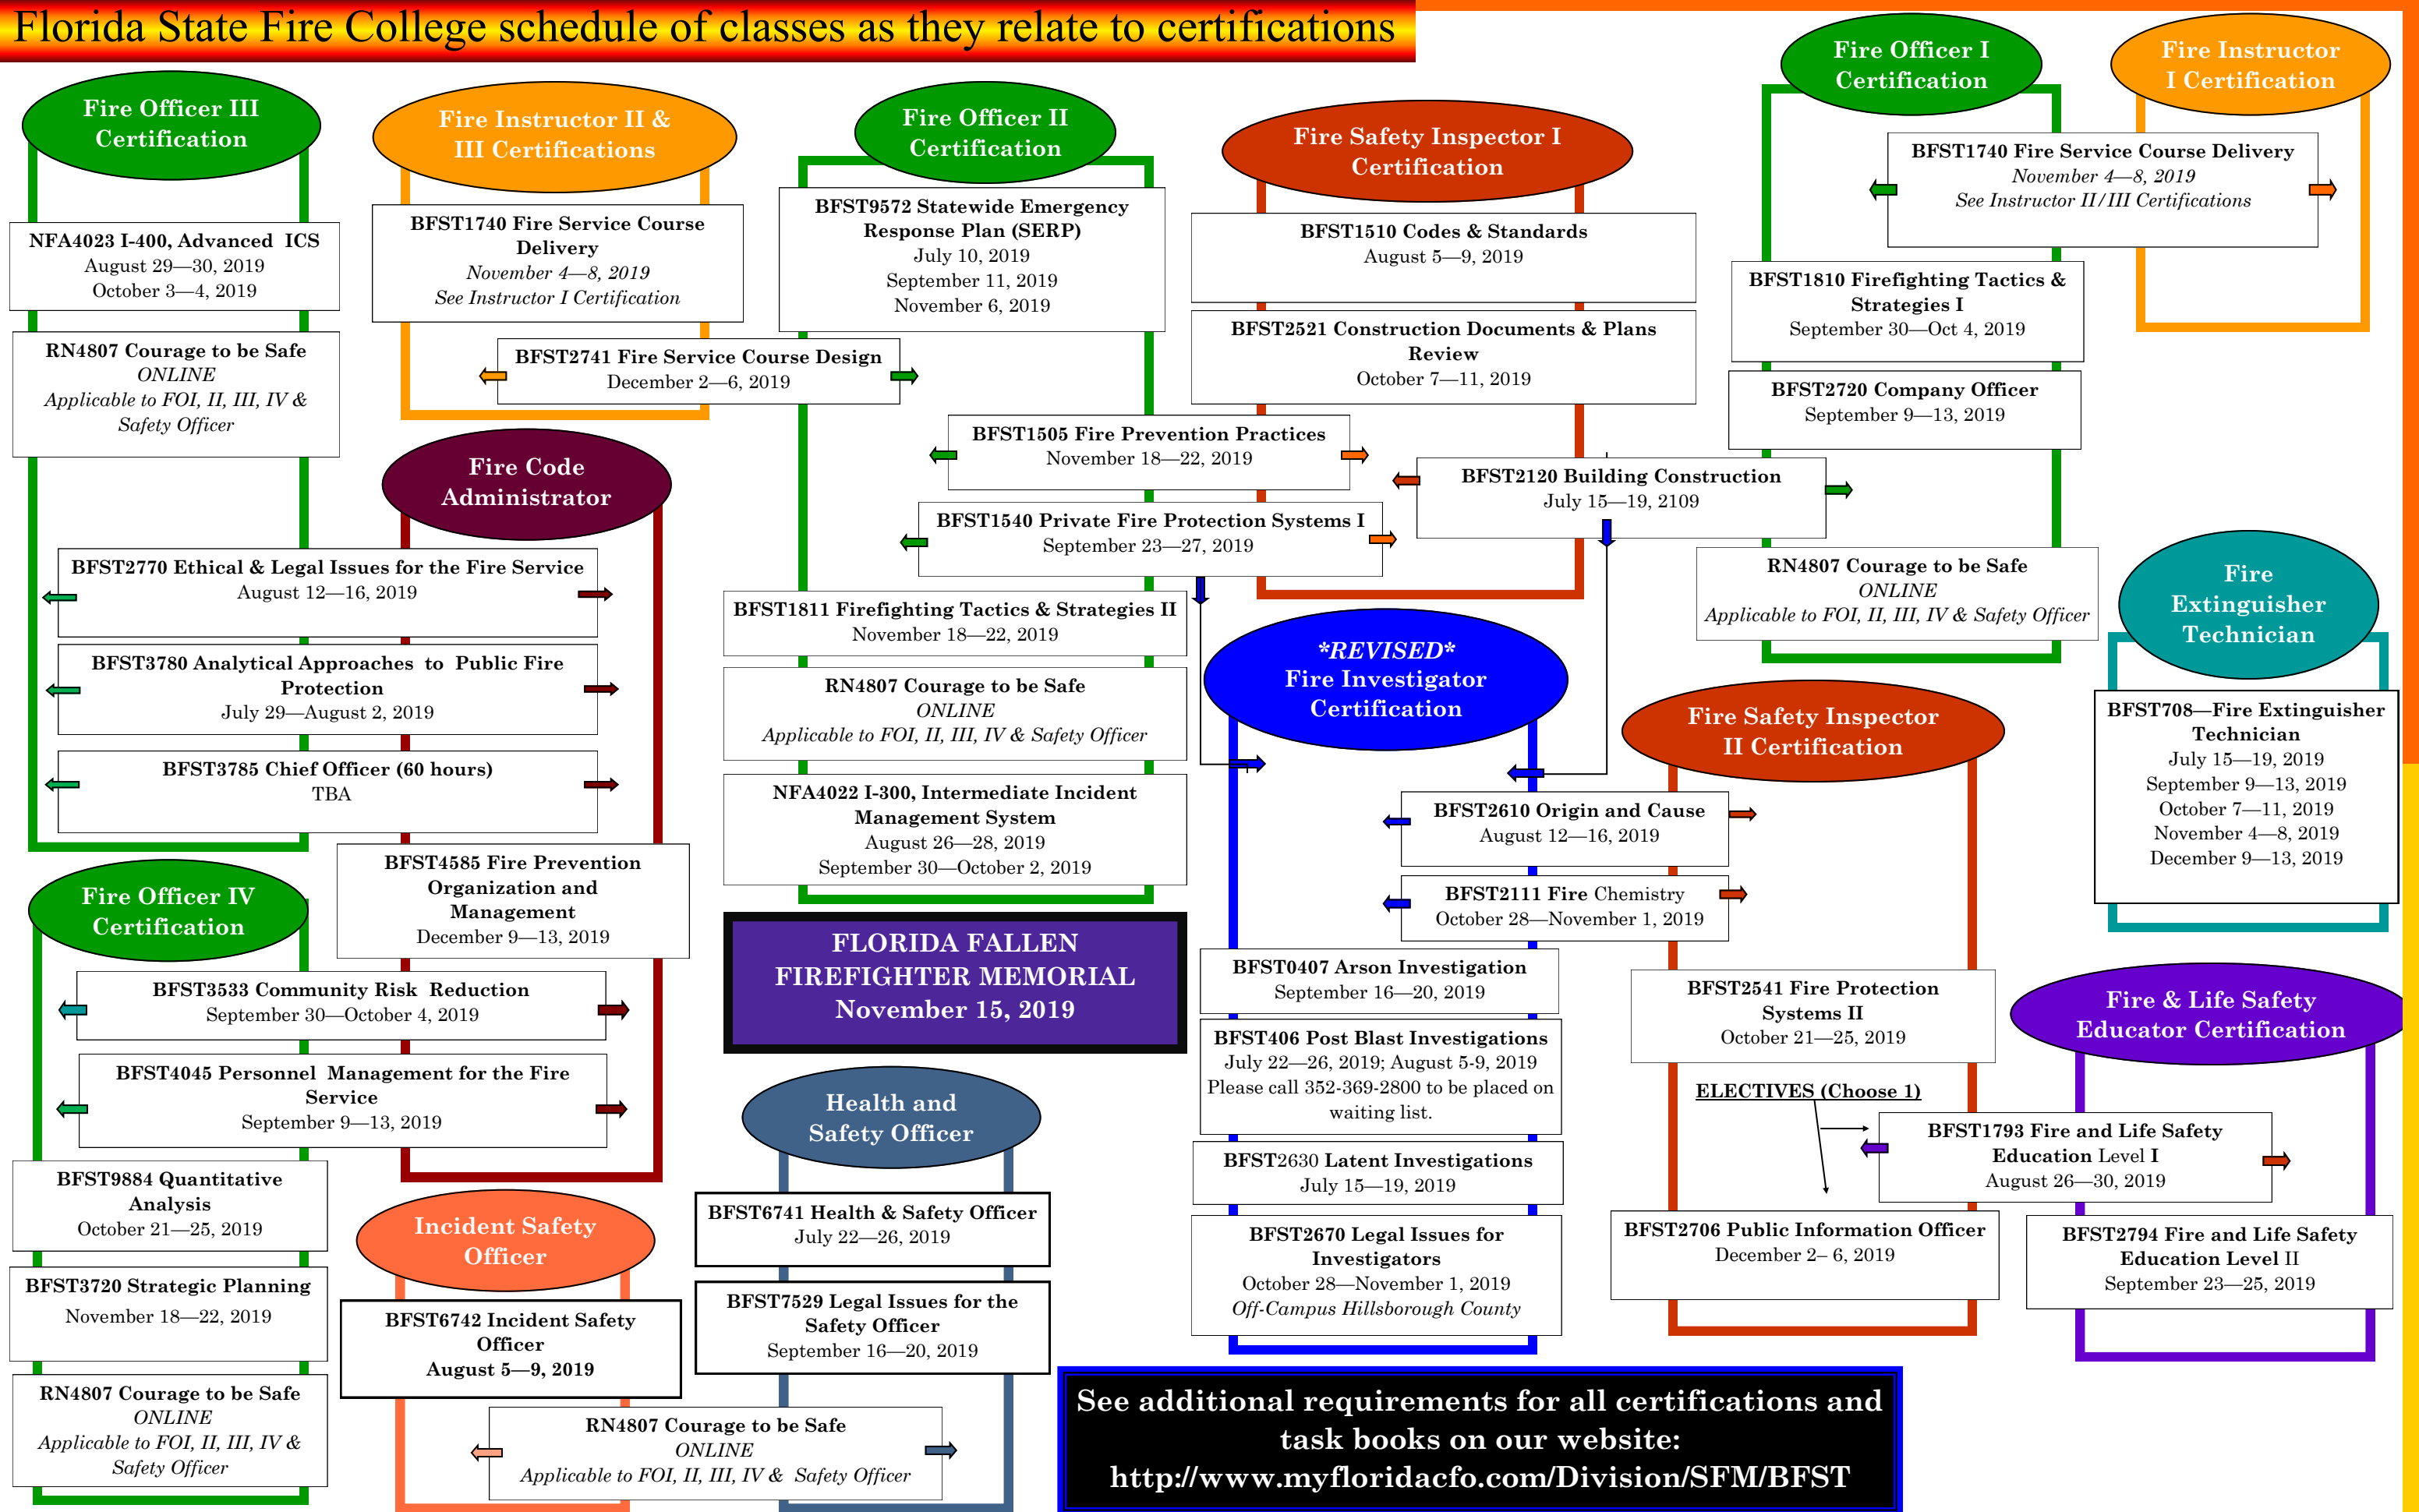 Florida State Fire College schedule of classes as they relate to certifications
Fire Officer III
Certification
NFA4023 I-400, Advanced ICS
August 29—30, 2019
October 3—4, 2019
RN4807 Courage to be Safe
ONLINE
Applicable to FOI, II, III, IV &
Safety Officer
Fire Instructor II &
III Certifications
BFST1740 Fire Service Course
Delivery
November 4—8, 2019
See Instructor I Certification
BFST2741 Fire Service Course Design
December 2—6, 2019
Fire Code
Administrator
BFST2770 Ethical & Legal Issues for the Fire Service
August 12—16, 2019
BFST3780 Analytical Approaches to Public Fire
Protection
July 29—August 2, 2019
BFST3785 Chief Officer (60 hours)
TBA
BFST4585 Fire Prevention
Organization and
Management
December 9—13, 2019
Fire Officer IV
Certification
BFST3533 Community Risk Reduction
September 30—October 4, 2019
BFST4045 Personnel Management for the Fire
Service
September 9—13, 2019
BFST9884 Quantitative
Analysis
October 21—25, 2019
BFST3720 Strategic Planning
November 18—22, 2019
RN4807 Courage to be Safe
ONLINE
Applicable to FOI, II, III, IV &
Safety Officer
Incident Safety
Officer
BFST6742 Incident Safety
Officer
August 5—9, 2019
RN4807 Courage to be Safe
ONLINE
Applicable to FOI, II, III, IV & Safety Officer
Fire Officer II
Certification
BFST9572 Statewide Emergency
Response Plan (SERP)
July 10, 2019
September 11, 2019
November 6, 2019
BFST1505 Fire Prevention Practices
November 18—22, 2019
BFST1540 Private Fire Protection Systems I
September 23—27, 2019
BFST1811 Firefighting Tactics & Strategies II
November 18—22, 2019
RN4807 Courage to be Safe
ONLINE
Applicable to FOI, II, III, IV & Safety Officer
NFA4022 I-300, Intermediate Incident
Management System
August 26—28, 2019
September 30—October 2, 2019
FLORIDA FALLEN
FIREFIGHTER MEMORIAL
November 15, 2019
Health and
Safety Officer
BFST6741 Health & Safety Officer
July 22—26, 2019
BFST7529 Legal Issues for the
Safety Officer
September 16—20, 2019
Fire Safety Inspector I
Certification
BFST1510 Codes & Standards
August 5—9, 2019
BFST2521 Construction Documents & Plans
Review
October 7—11, 2019
BFST2120 Building Construction
July 15—19, 2109
*REVISED*
Fire Investigator
Certification
BFST2610 Origin and Cause
August 12—16, 2019
BFST2111 Fire Chemistry
October 28—November 1, 2019
BFST0407 Arson Investigation
September 16—20, 2019
BFST406 Post Blast Investigations
July 22—26, 2019; August 5-9, 2019
Please call 352-369-2800 to be placed on
waiting list.
BFST2630 Latent Investigations
July 15—19, 2019
BFST2670 Legal Issues for
Investigators
October 28—November 1, 2019
Off-Campus Hillsborough County
Fire Officer I
Certification
Fire Instructor
I Certification
BFST1740 Fire Service Course Delivery
November 4—8, 2019
See Instructor II/III Certifications
BFST1810 Firefighting Tactics &
Strategies I
September 30—Oct 4, 2019
BFST2720 Company Officer
September 9—13, 2019
RN4807 Courage to be Safe
ONLINE
Applicable to FOI, II, III, IV & Safety Officer
Fire
Extinguisher
Technician
BFST708—Fire Extinguisher
Technician
July 15—19, 2019
September 9—13, 2019
October 7—11, 2019
November 4—8, 2019
December 9—13, 2019
Fire Safety Inspector
II Certification
BFST2541 Fire Protection
Systems II
October 21—25, 2019
ELECTIVES (Choose 1)
BFST1793 Fire and Life Safety
Education Level I
August 26—30, 2019
BFST2706 Public Information Officer
December 2– 6, 2019
Fire & Life Safety
Educator Certification
BFST2794 Fire and Life Safety
Education Level II
September 23—25, 2019
See additional requirements for all certifications and
task books on our website:
http://www.myfloridacfo.com/Division/SFM/BFST